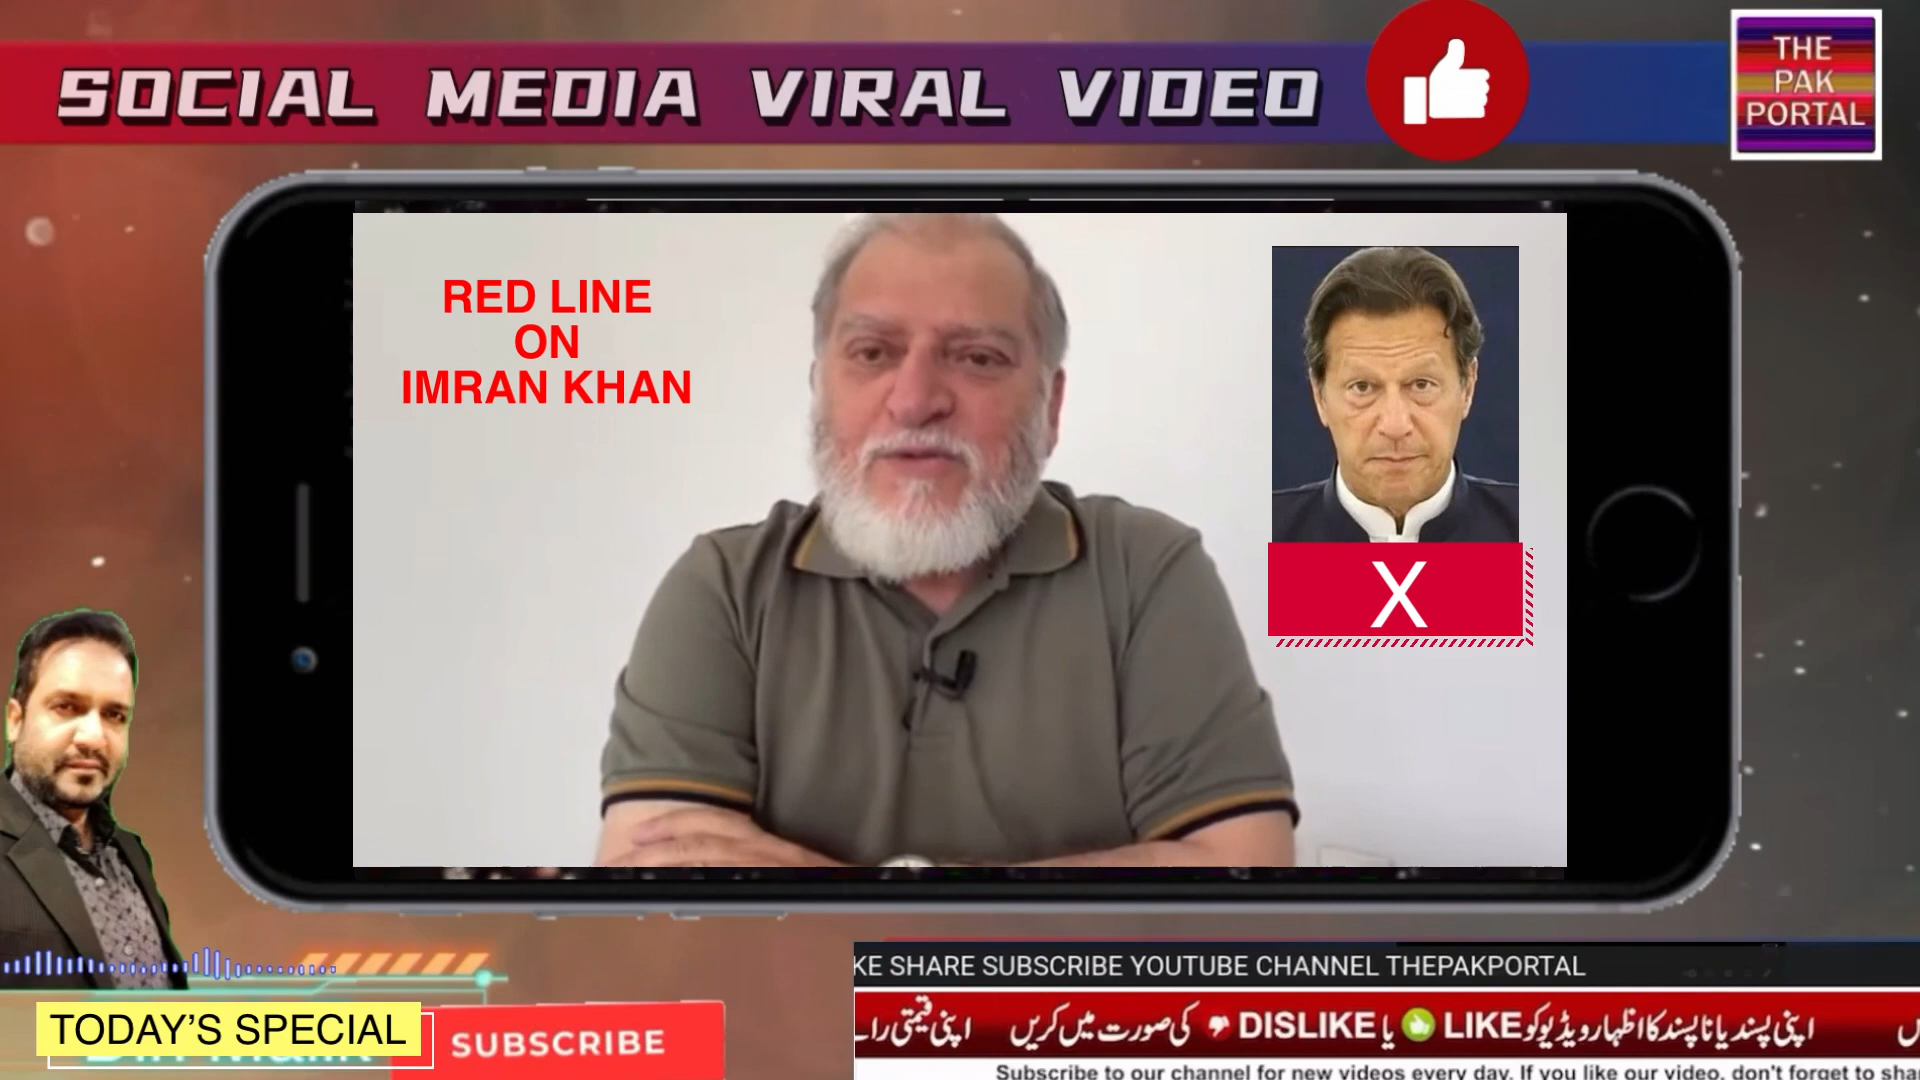 SOCIAL MEDIA VIRAL VIDEO
THE
PAK
PORTAL
RED LINE
ON
IMRAN KHAN
X
KE SHARE SUBSCRIBE YOUTUBE CHANNEL THEPAKPORTAL
TODAY'S SPECIAL
SUBSCRIBE
اپنی پسند یا ناپسند کا اظہار ویڈیو کو LIKE یا DISLIKE کی صورت میں کریں اپنی قیمتی را
Subscribe to our channel for new videos every day. If you like our video, don't forget to sha